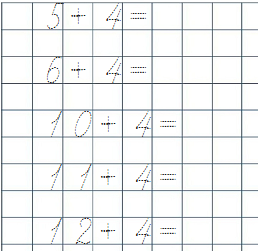 5 + 4 =
6 + 4 =
10 + 4 =
11 + 4 =
12 + 4 =